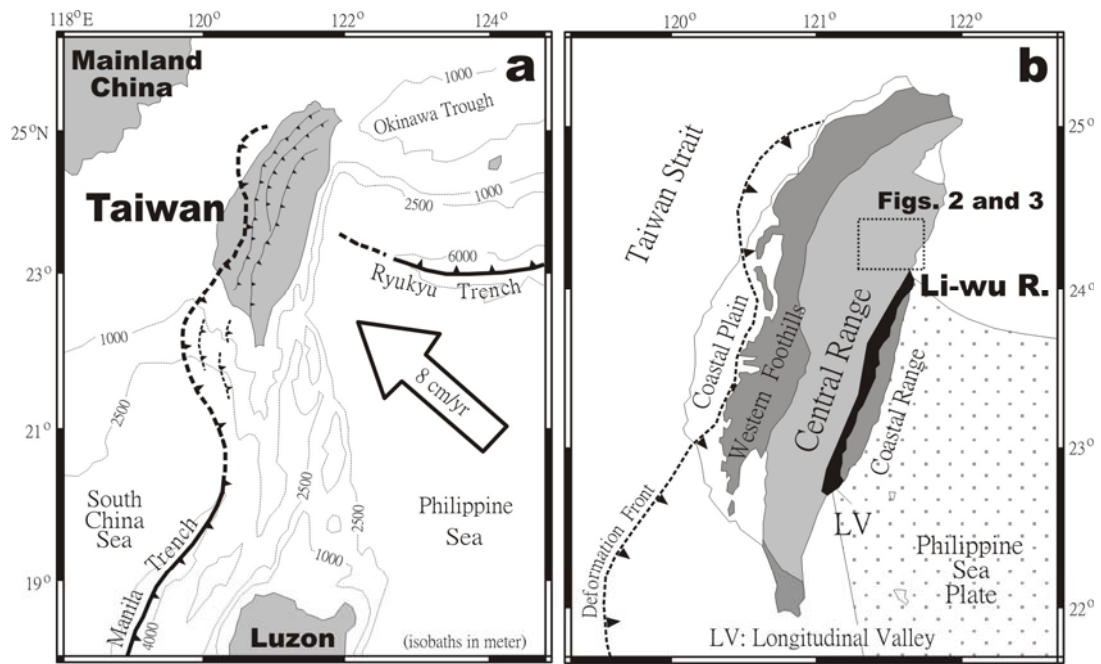 118°E 120° 122° 124°
Mainland
China
a
1000
Okinawa Trough
25°N
Taiwan
1000
2500
6000
Ryukyu Trench
23°
1000
8 cm/yr
2500
21°
2500
2500
South
China
Sea
Philippine
Sea
Manila Trench
1000
19°
4000
Luzon
(isobaths in meter)
120° 121° 122°
b
25°
Taiwan Strait
Figs. 2 and 3
Li-wu R.
24°
Coastal Plain
Western Foothills
Central Range
Coastal Range
23°
LV
Deformation Front
Philippine
Sea
Plate
22°
LV: Longitudinal Valley